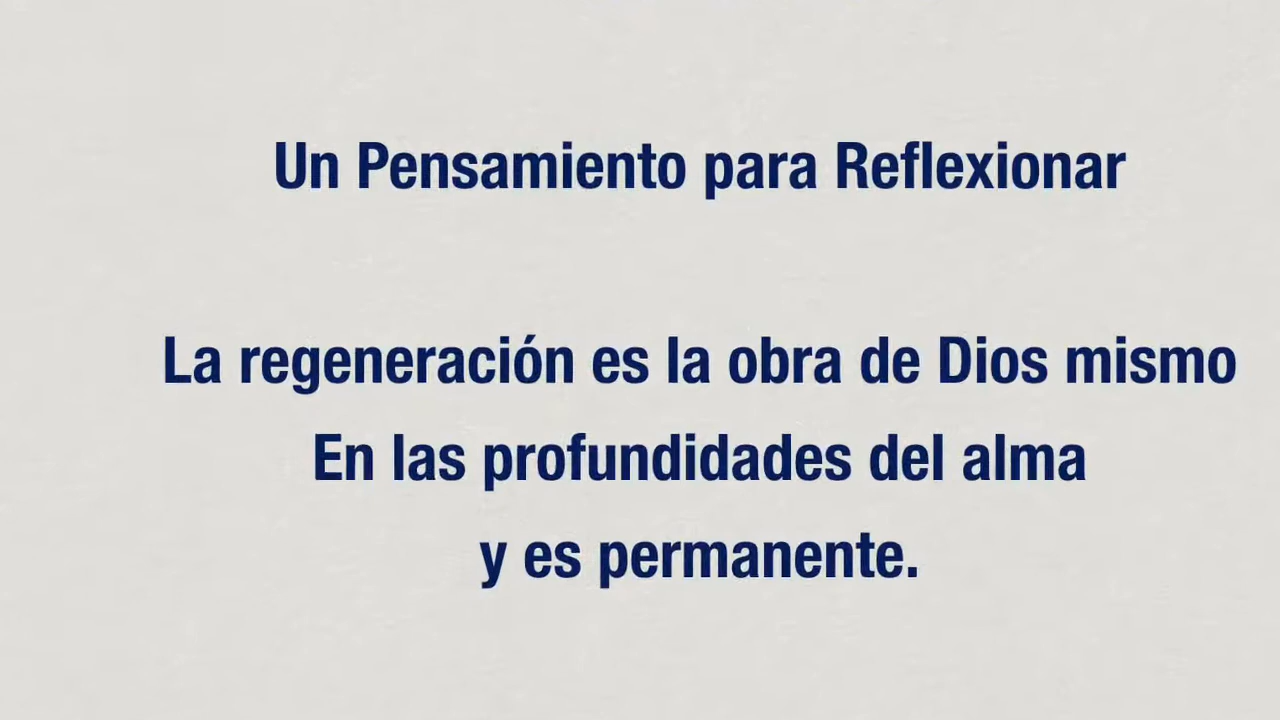 Un Pensamiento para Reflexionar
La regeneración es la obra de Dios mismo
En las profundidades del alma
y es permanente.